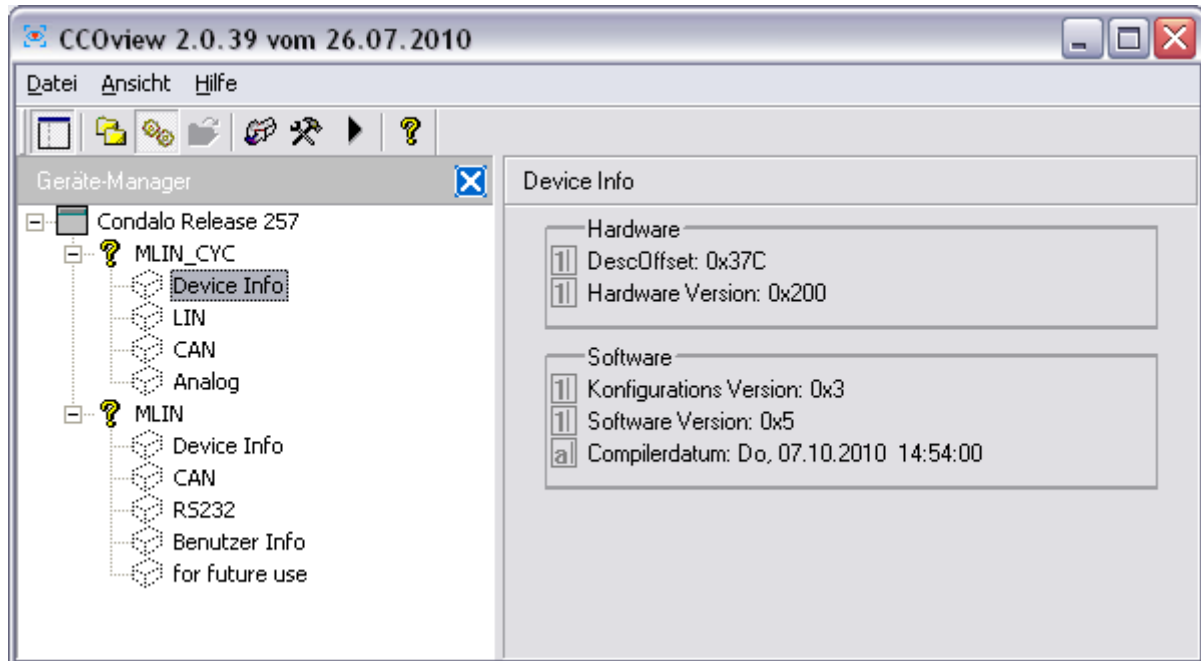 CCOview 2.0.39 vom 26.07.2010
Datei Ansicht Hilfe
Geräte-Manager
Condalo Release 257
MLIN_CYC
Device Info
LIN
CAN
Analog
MLIN
Device Info
CAN
RS232
Benutzer Info
for future use
Device Info
Hardware
DescOffset: 0x37C
Hardware Version: 0x200
Software
Konfigurations Version: 0x3
Software Version: 0x5
Compilerdatum: Do, 07.10.2010 14:54:00